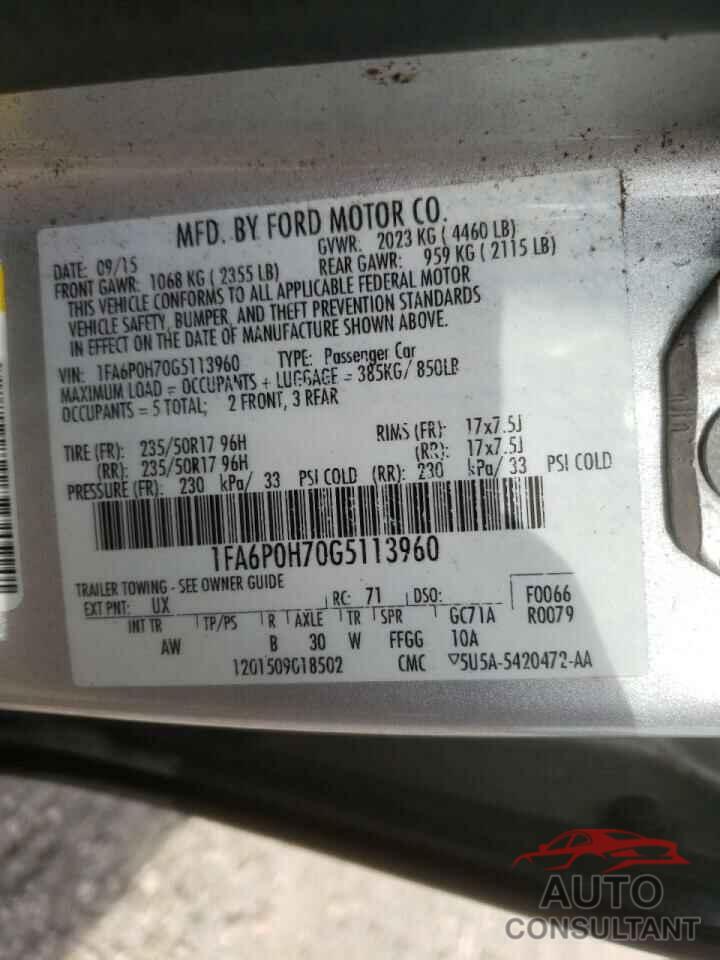 MFD. BY FORD MOTOR CO.
DATE: 09/15 GVWR: 2023 KG ( 4460 LB)
FRONT GAWR: 1068 KG ( 2355 LB) REAR GAWR: 959 KG ( 2115 LB)
THIS VEHICLE CONFORMS TO ALL APPLICABLE FEDERAL MOTOR
VEHICLE SAFETY, BUMPER, AND THEFT PREVENTION STANDARDS
IN EFFECT ON THE DATE OF MANUFACTURE SHOWN ABOVE.
VIN: 1FA6P0H70G5113960 TYPE: Passenger Car
MAXIMUM LOAD = OCCUPANTS + LUGGAGE = 385KG/ 850LB
OCCUPANTS = 5 TOTAL; 2 FRONT, 3 REAR
TIRE (FR): 235/50R17 96H RIMS (FR): 17x7.5J
(RR): 235/50R17 96H (RR): 17x7.5J
PRESSURE (FR): 230 kPa/ 33 PSI COLD (RR): 230 kPa/ 33 PSI COLD
1FA6P0H70G5113960
TRAILER TOWING - SEE OWNER GUIDE
EXT PNT: UX RC: 71 DSO: F0066
INT TR TP/PS R AXLE TR SPR GC71A R0079
AW B 30 W FFGG 10A
CMC ▽5U5A-5420472-AA
AUTO
CONSULTANT